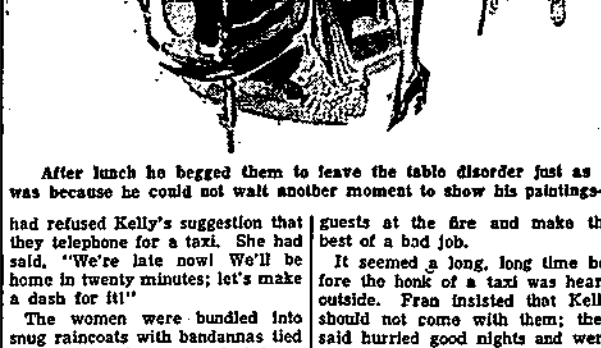 After lunch he begged them to leave the table disorder just as
was because he could not wait another moment to show his paintings-
had refused Kelly's suggestion that
they telephone for a taxi. She had
said, "We're late now! We'll be
home in twenty minutes; let's make
a dash for it!"
The women were bundled into
snug raincoats with bandannas tied
guests at the fire and make th
best of a bad job.
It seemed a long, long time be
fore the honk of a taxi was hear
outside. Fran insisted that Kell
should not come with them; the
said hurried good nights and wer